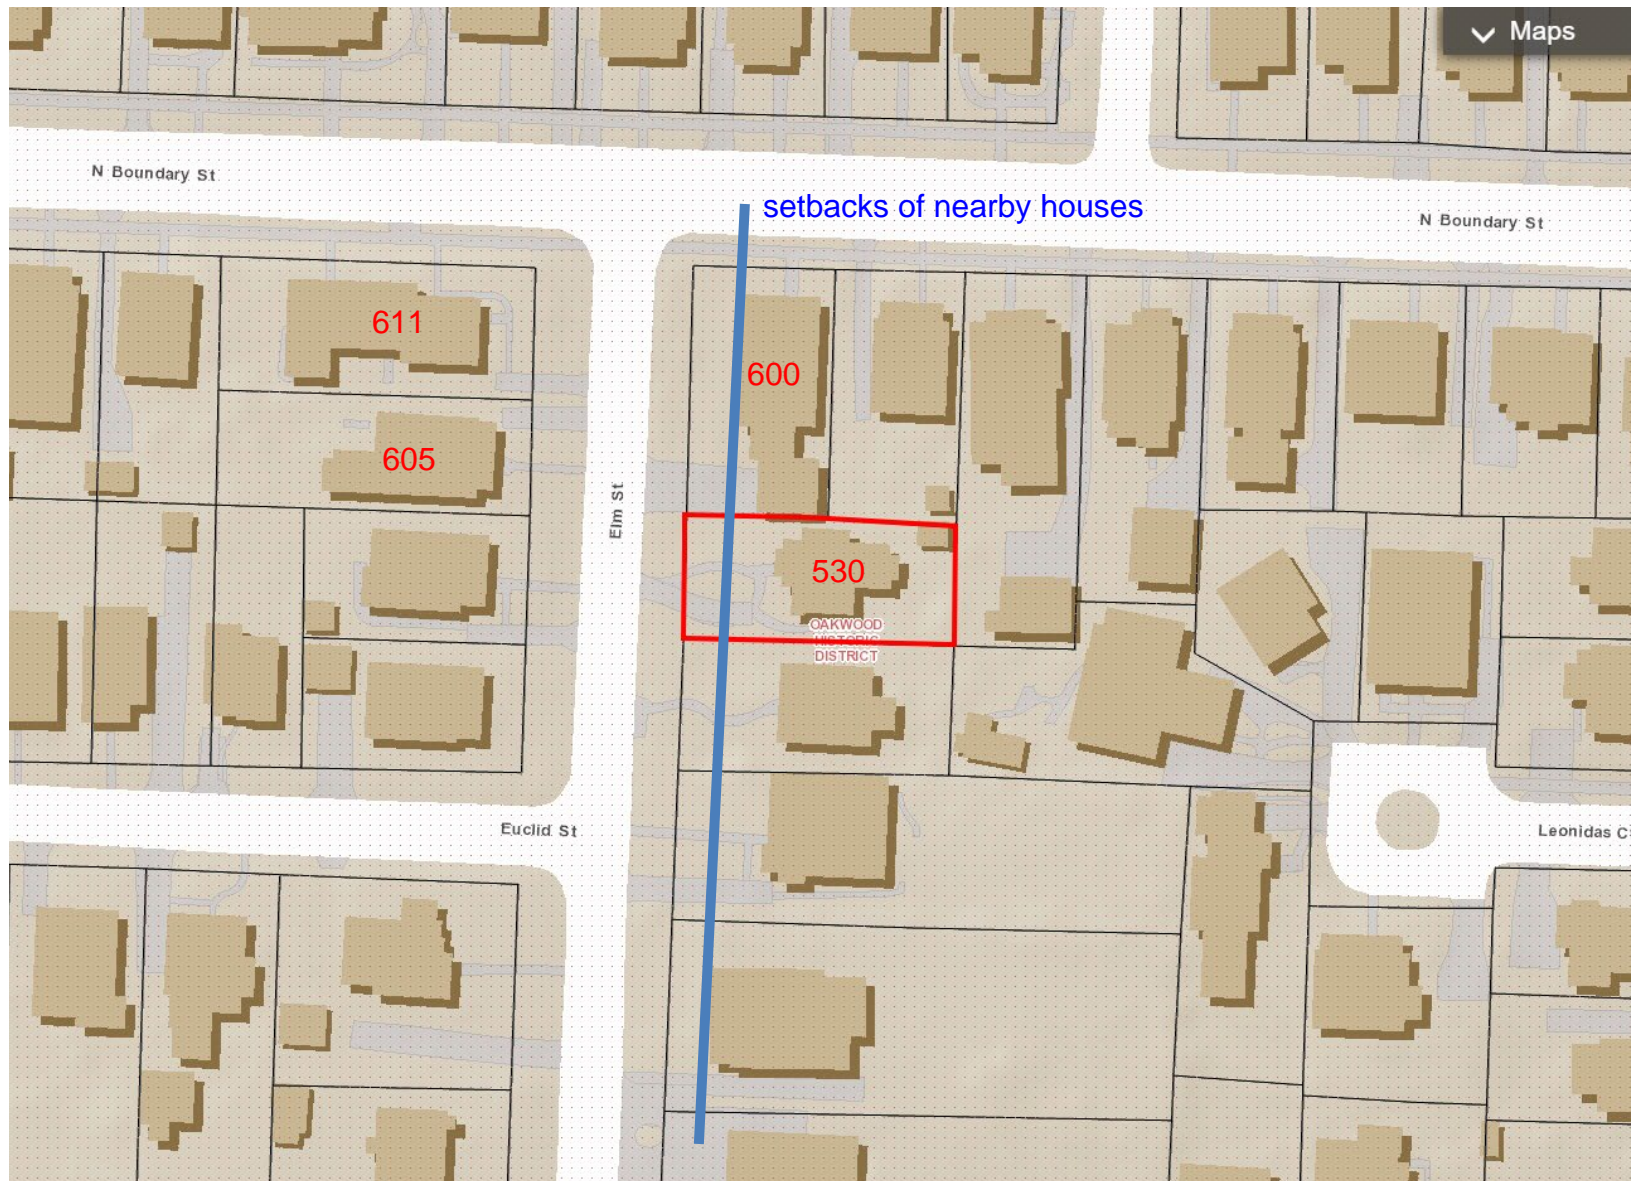 Maps
N Boundary St
setbacks of nearby houses
N Boundary St
611
600
605
Elm St
530
OAKWOOD
HISTORIC
DISTRICT
Euclid St
Leonidas C